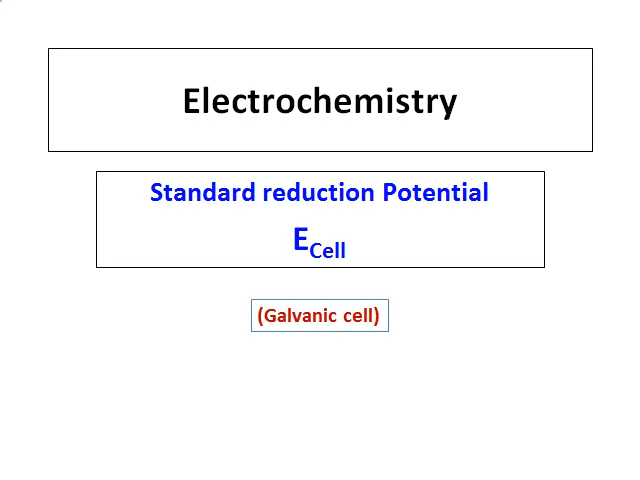 Electrochemistry
Standard reduction Potential
ECell
(Galvanic cell)